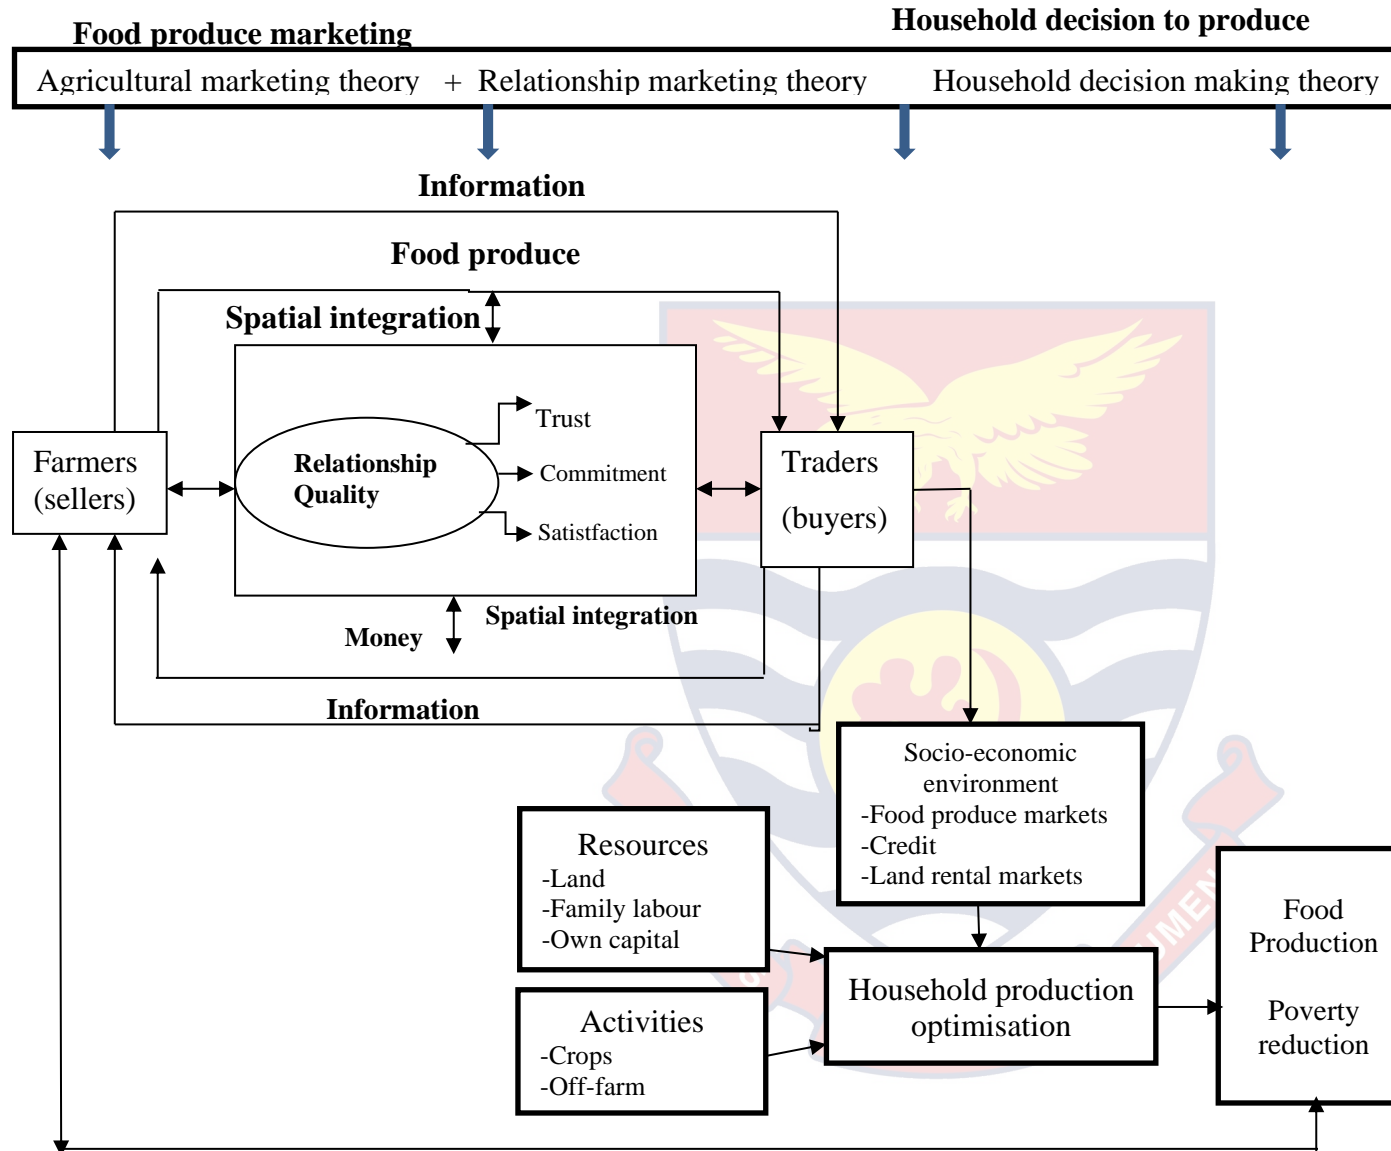 Food produce marketing
Household decision to produce
Agricultural marketing theory + Relationship marketing theory Household decision making theory
Information
Food produce
Spatial integration
Trust
Relationship
Quality
Commitment
Satistfaction
Farmers
(sellers)
Traders
(buyers)
Spatial integration
Money
Information
Socio-economic
environment
-Food produce markets
-Credit
-Land rental markets
Resources
-Land
-Family labour
-Own capital
Activities
-Crops
-Off-farm
Household production
optimisation
Food
Production
Poverty
reduction
UMEN